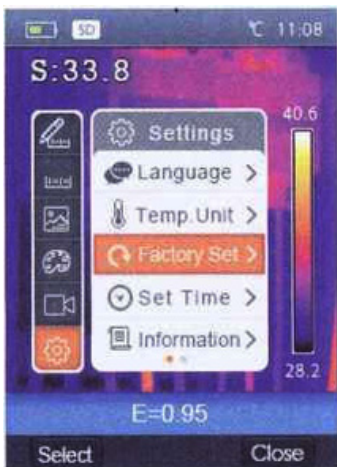 SD ℃ 11:08
S:33.8
40.6
Settings
Language >
Temp.Unit >
Factory Set >
Set Time >
Information >
28.2
E=0.95
Select Close